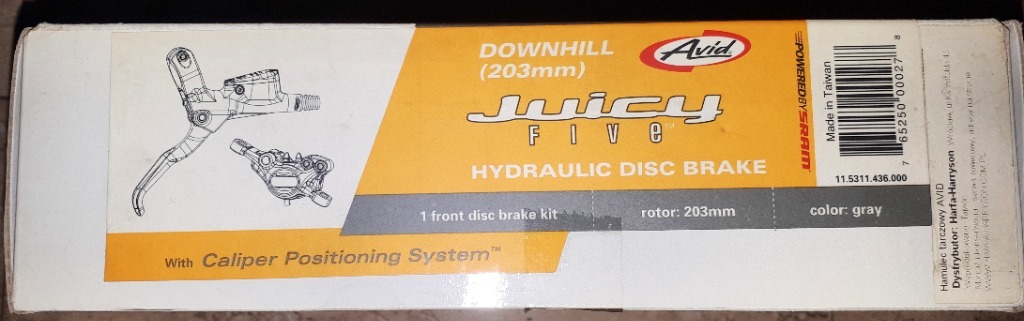 DOWNHILL
(203mm)
Avid
JUICY
FIVE™
HYDRAULIC DISC BRAKE
1 front disc brake kit
rotor: 203mm
color: gray
With Caliper Positioning System™
POWERED BY SRAM
Made in Taiwan
7 65250 00027 8
11.5311.436.000
Hamulec tarczowy AVID
Dystrybutor: Harfa-Harryson